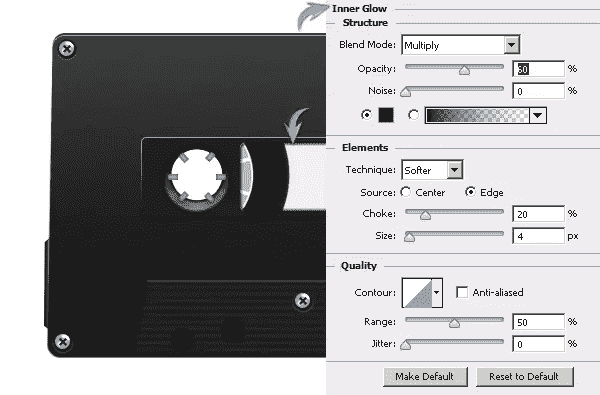 Inner Glow
Structure
Blend Mode: Multiply
Opacity: 60 %
Noise: 0 %
Elements
Technique: Softer
Source: Center Edge
Choke: 20 %
Size: 4 px
Quality
Contour: Anti-aliased
Range: 50 %
Jitter: 0 %
Make Default Reset to Default